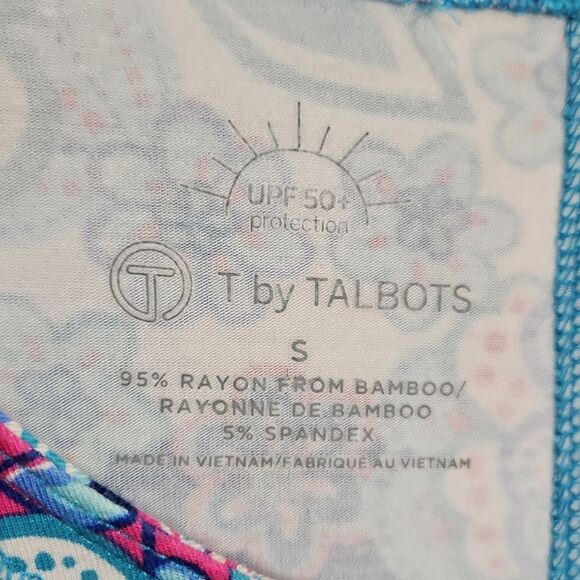 UPF 50+
protection
T T by TALBOTS
S
95% RAYON FROM BAMBOO/
RAYONNE DE BAMBOO
5% SPANDEX
MADE IN VIETNAM/FABRIQUÉ AU VIETNAM